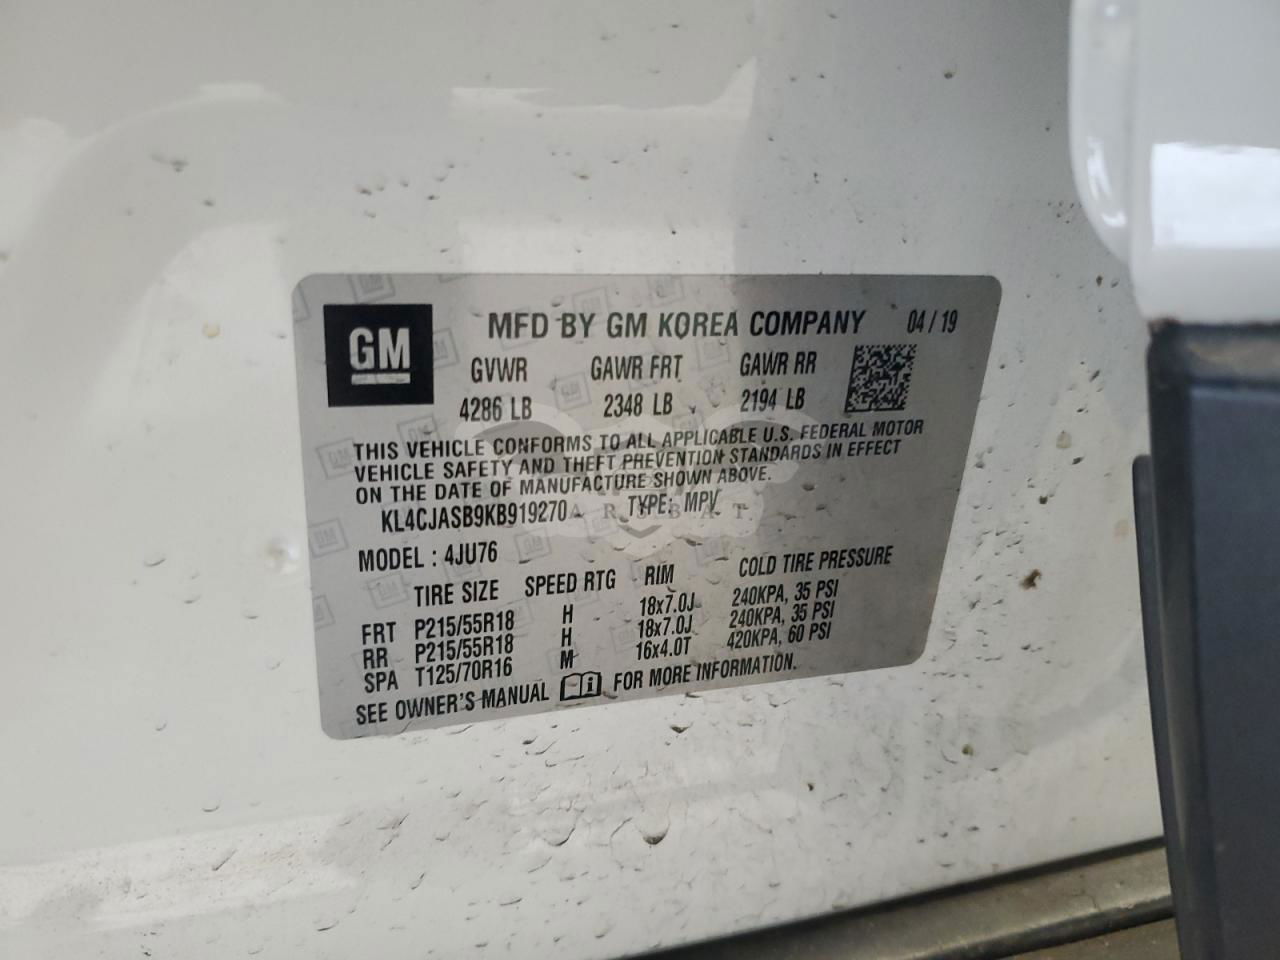 GM
MFD BY GM KOREA COMPANY 04/19
GVWR GAWR FRT GAWR RR
4286 LB 2348 LB 2194 LB
THIS VEHICLE CONFORMS TO ALL APPLICABLE U.S. FEDERAL MOTOR
VEHICLE SAFETY AND THEFT PREVENTION STANDARDS IN EFFECT
ON THE DATE OF MANUFACTURE SHOWN ABOVE.
KL4CJASB9KB919270 TYPE: MPV
ARSBAT
MODEL : 4JU76
TIRE SIZE SPEED RTG RIM COLD TIRE PRESSURE
FRT P215/55R18 H 18x7.0J 240KPA, 35 PSI
RR P215/55R18 H 18x7.0J 240KPA, 35 PSI
SPA T125/70R16 M 16x4.0T 420KPA, 60 PSI
SEE OWNER'S MANUAL i FOR MORE INFORMATION.